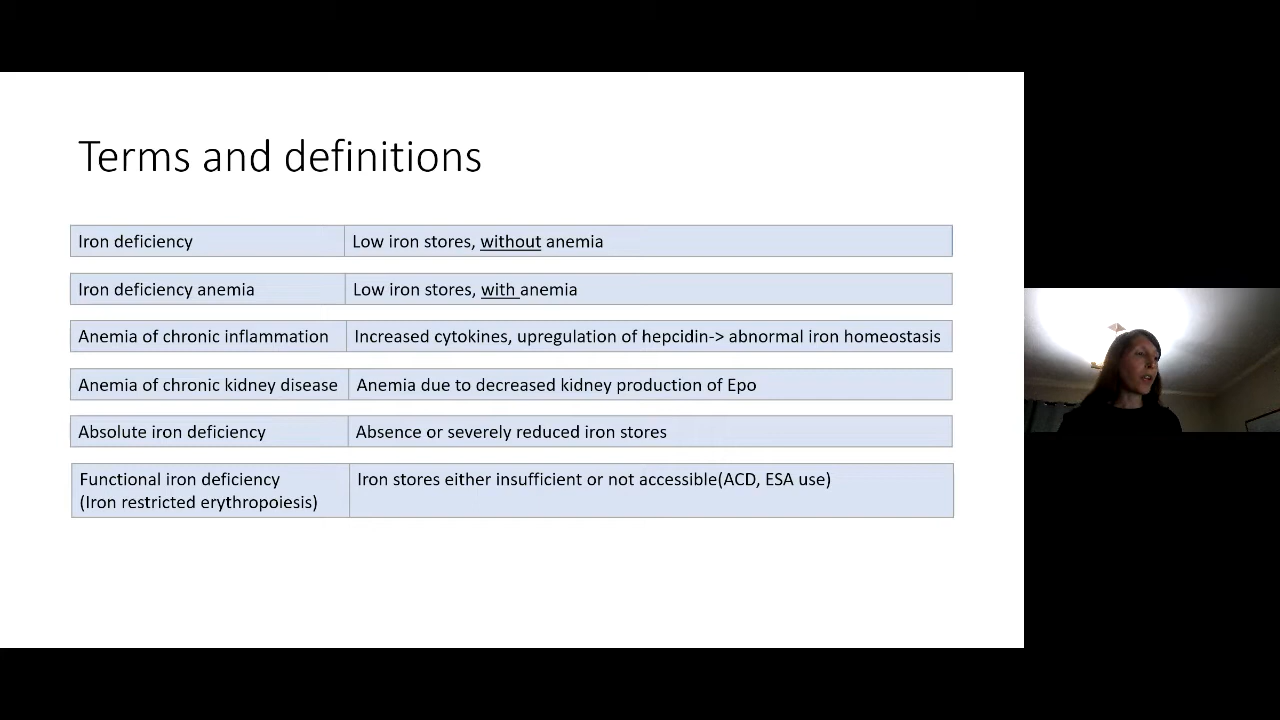 Terms and definitions
Iron deficiency Low iron stores, without anemia
Iron deficiency anemia Low iron stores, with anemia
Anemia of chronic inflammation Increased cytokines, upregulation of hepcidin-> abnormal iron homeostasis
Anemia of chronic kidney disease Anemia due to decreased kidney production of Epo
Absolute iron deficiency Absence or severely reduced iron stores
Functional iron deficiency Iron stores either insufficient or not accessible(ACD, ESA use)
(Iron restricted erythropoiesis)